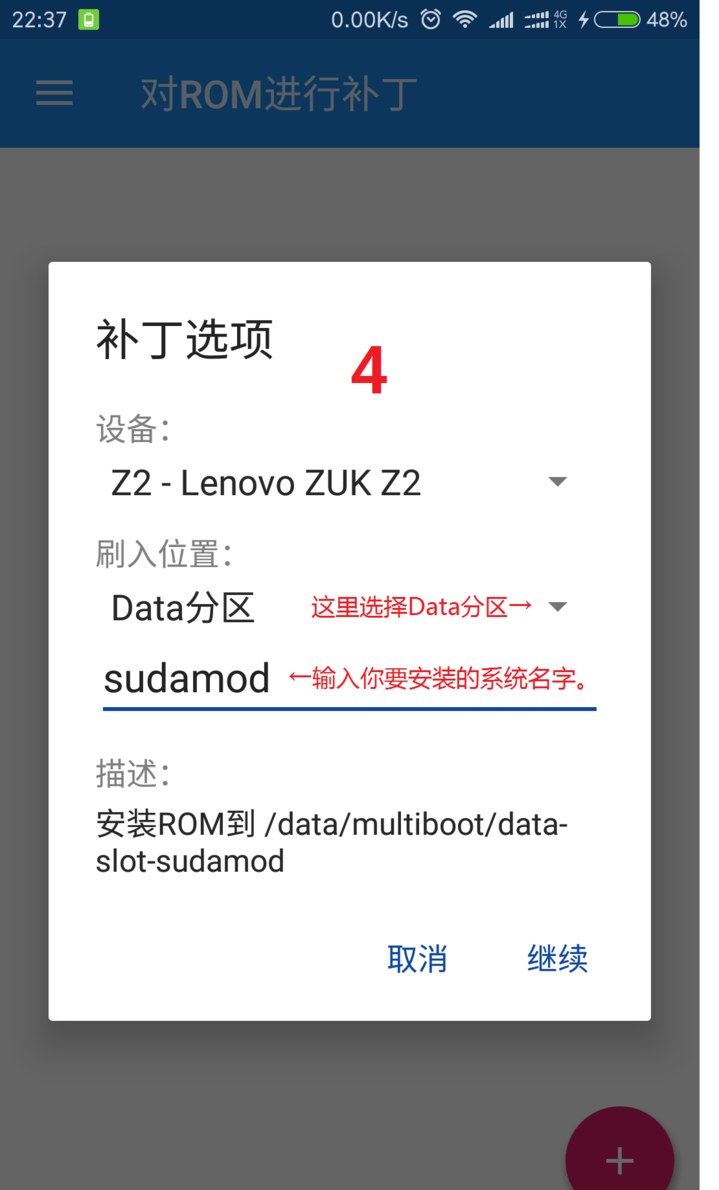 22:37 0.00K/s 4G 1X 48%
对ROM进行补丁
补丁选项
4
设备：
Z2 - Lenovo ZUK Z2
刷入位置：
Data分区 这里选择Data分区→
sudamod ←输入你要安装的系统名字。
描述：
安装ROM到 /data/multiboot/data-
slot-sudamod
取消 继续
+